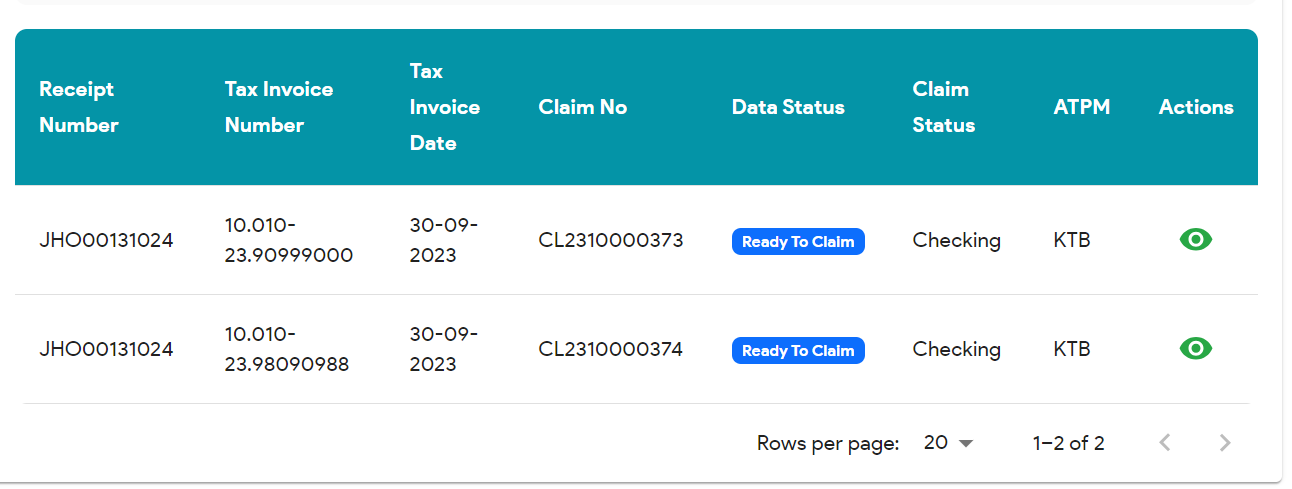 Receipt Number
Tax Invoice Number
Tax Invoice Date
Claim No
Data Status
Claim Status
ATPM
Actions
JHO00131024
10.010-
23.90999000
30-09-
2023
CL2310000373
Ready To Claim
Checking
KTB
JHO00131024
10.010-
23.98090988
30-09-
2023
CL2310000374
Ready To Claim
Checking
KTB
Rows per page: 20 1–2 of 2